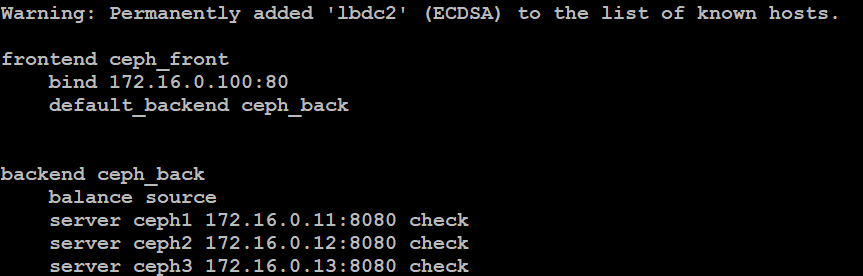 Warning: Permanently added 'lbdc2' (ECDSA) to the list of known hosts.
frontend ceph_front
    bind 172.16.0.100:80
    default_backend ceph_back
backend ceph_back
    balance source
    server ceph1 172.16.0.11:8080 check
    server ceph2 172.16.0.12:8080 check
    server ceph3 172.16.0.13:8080 check